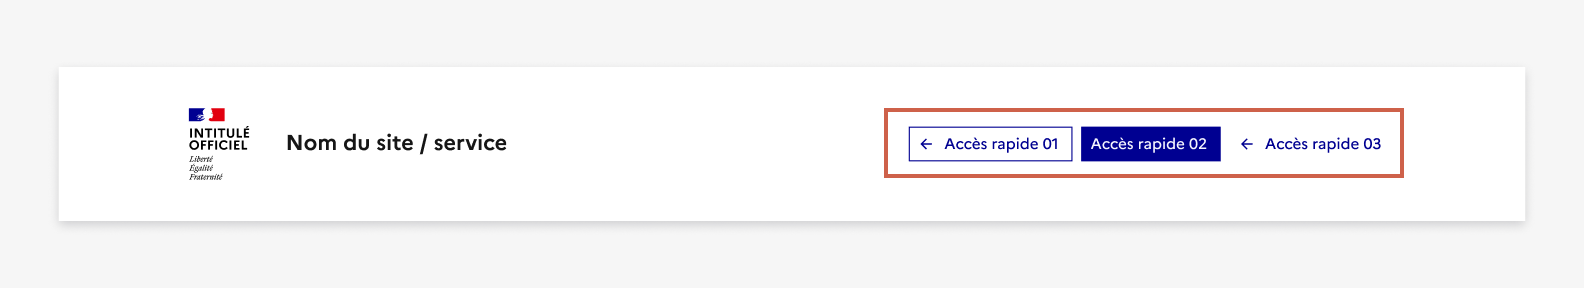 INTITULÉ
OFFICIEL
Liberté
Égalité
Fraternité
Nom du site / service
Accès rapide 01
Accès rapide 02
Accès rapide 03